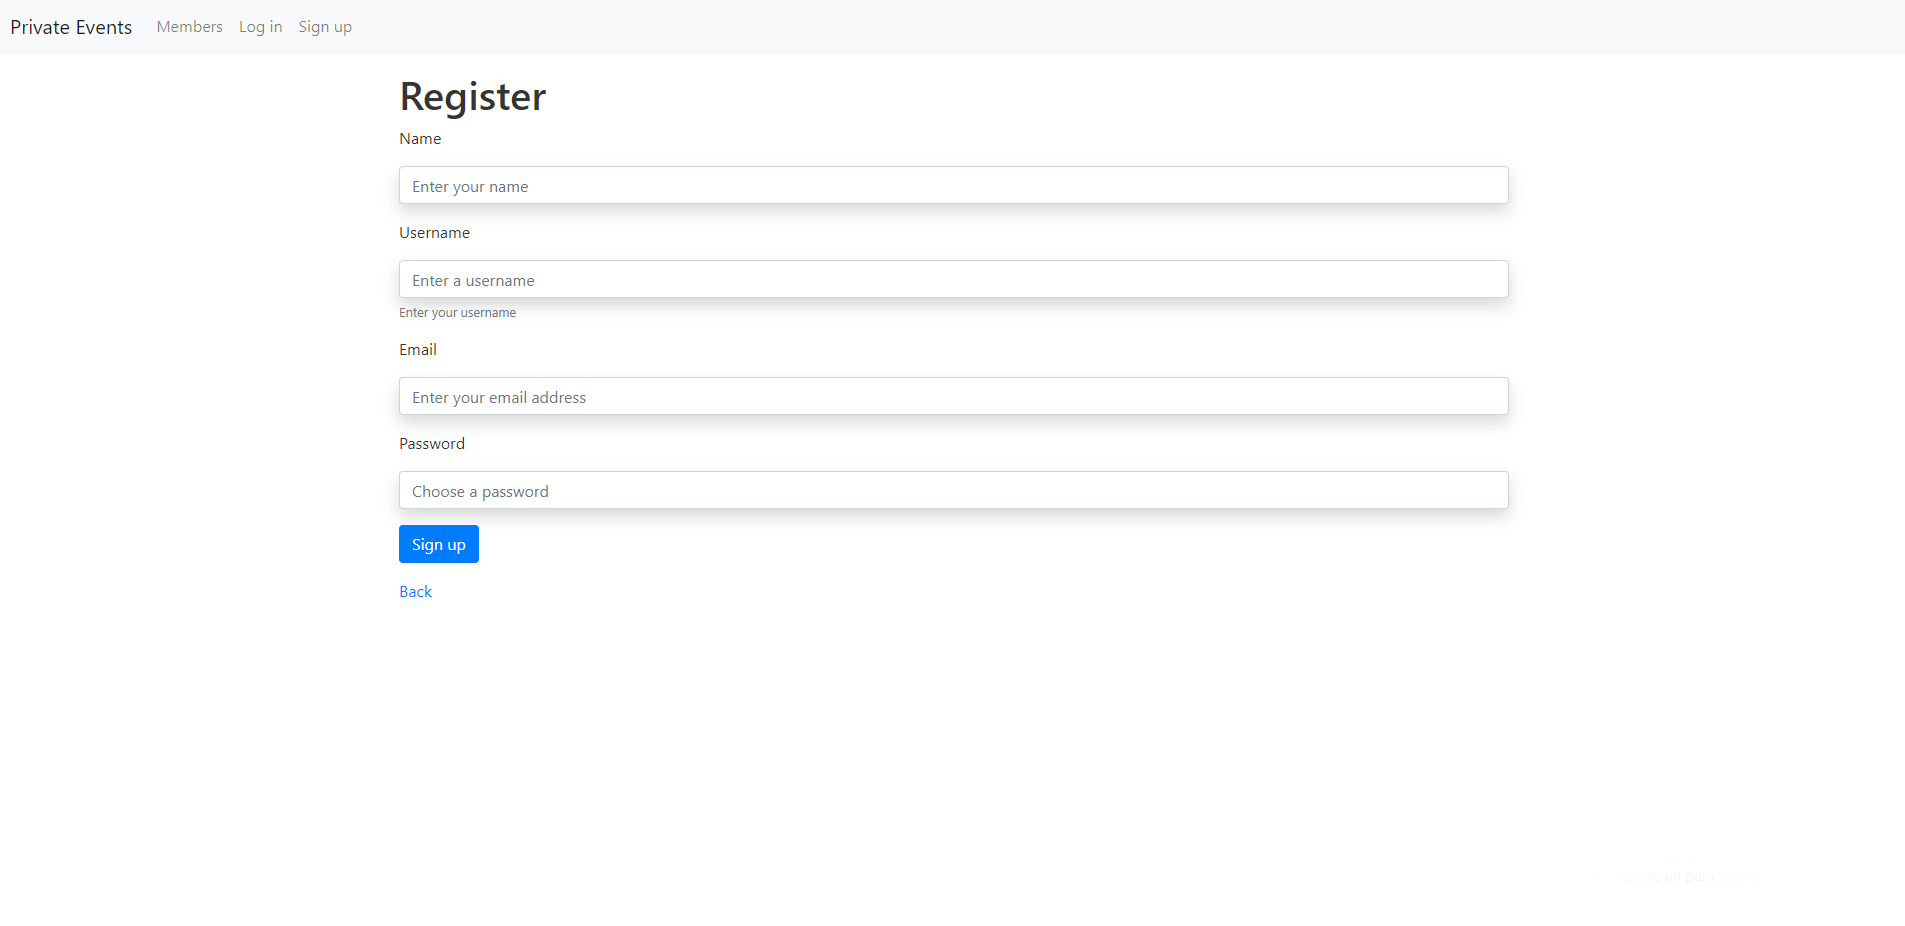 Private Events Members Log in Sign up
Register
Name
Enter your name
Username
Enter a username
Enter your username
Email
Enter your email address
Password
Choose a password
Sign up
Back